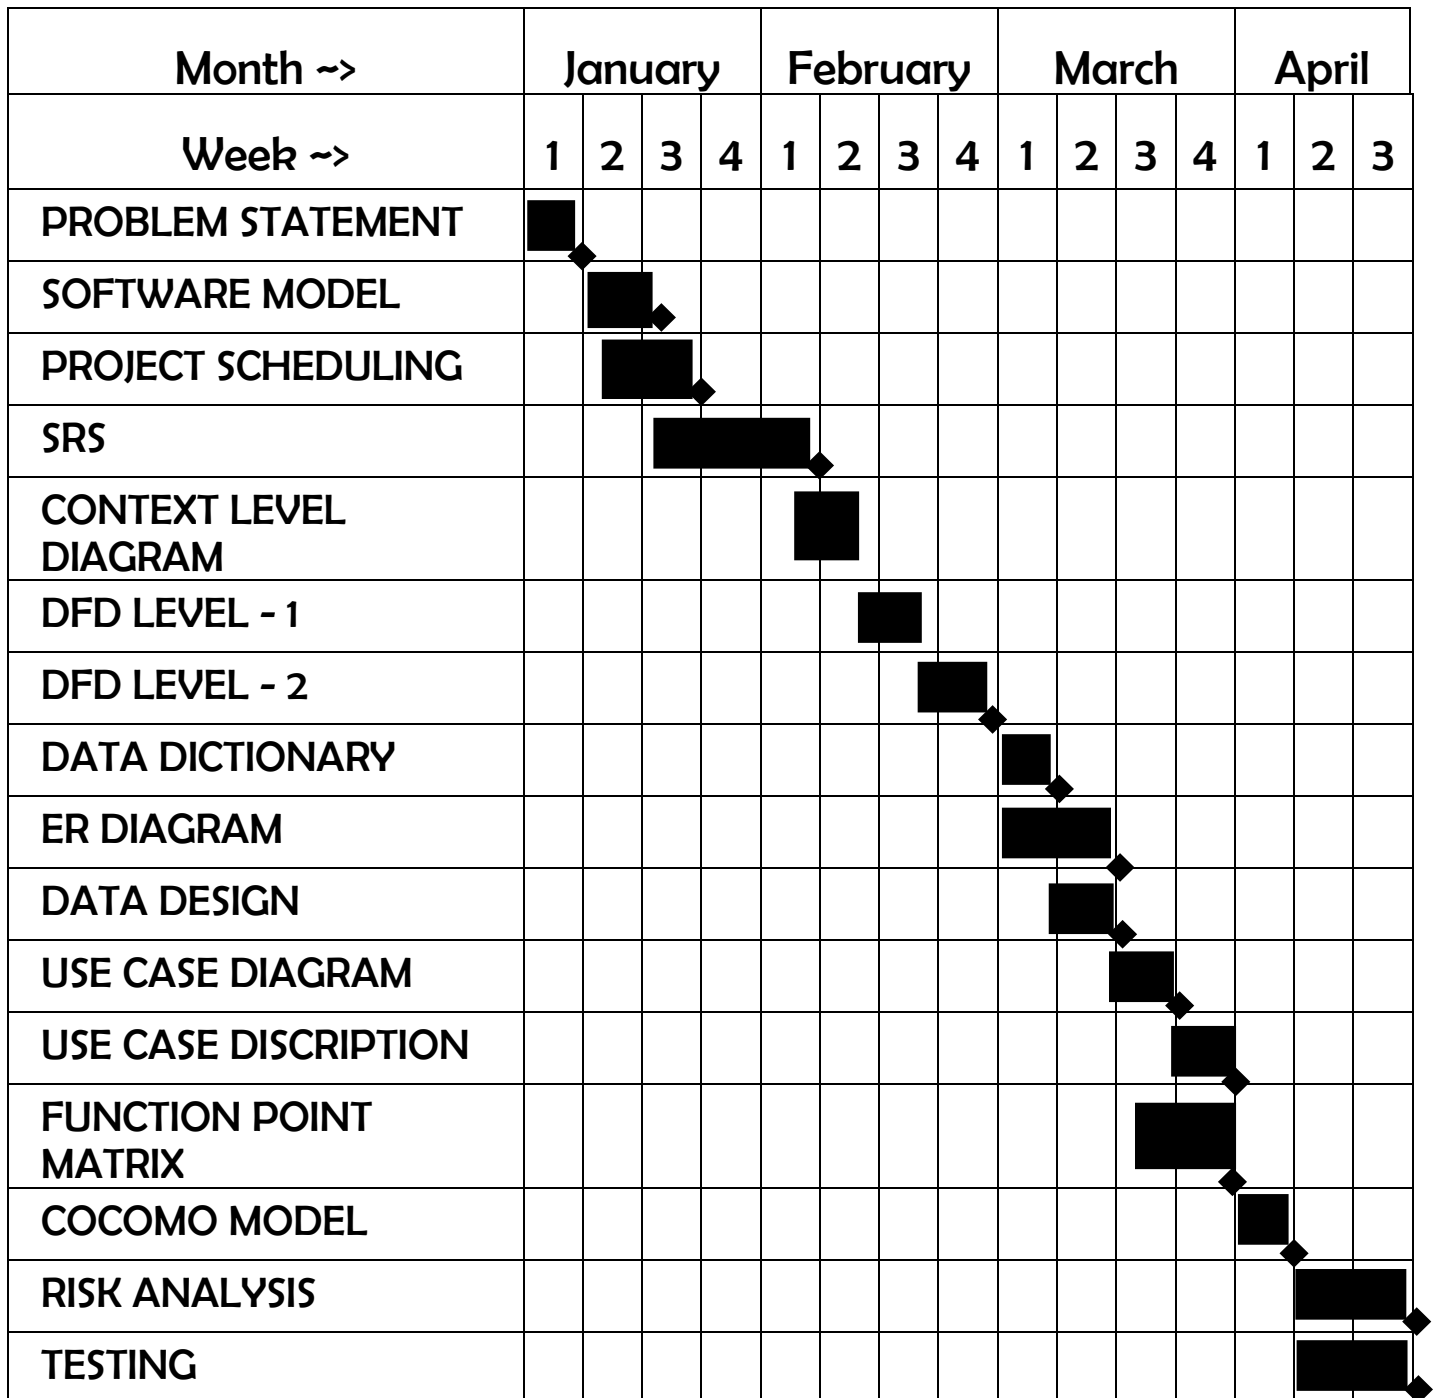 Month ~> January February March April
Week ~> 1 2 3 4 1 2 3 4 1 2 3 4 1 2 3
PROBLEM STATEMENT
SOFTWARE MODEL
PROJECT SCHEDULING
SRS
CONTEXT LEVEL
DIAGRAM
DFD LEVEL - 1
DFD LEVEL - 2
DATA DICTIONARY
ER DIAGRAM
DATA DESIGN
USE CASE DIAGRAM
USE CASE DISCRIPTION
FUNCTION POINT
MATRIX
COCOMO MODEL
RISK ANALYSIS
TESTING